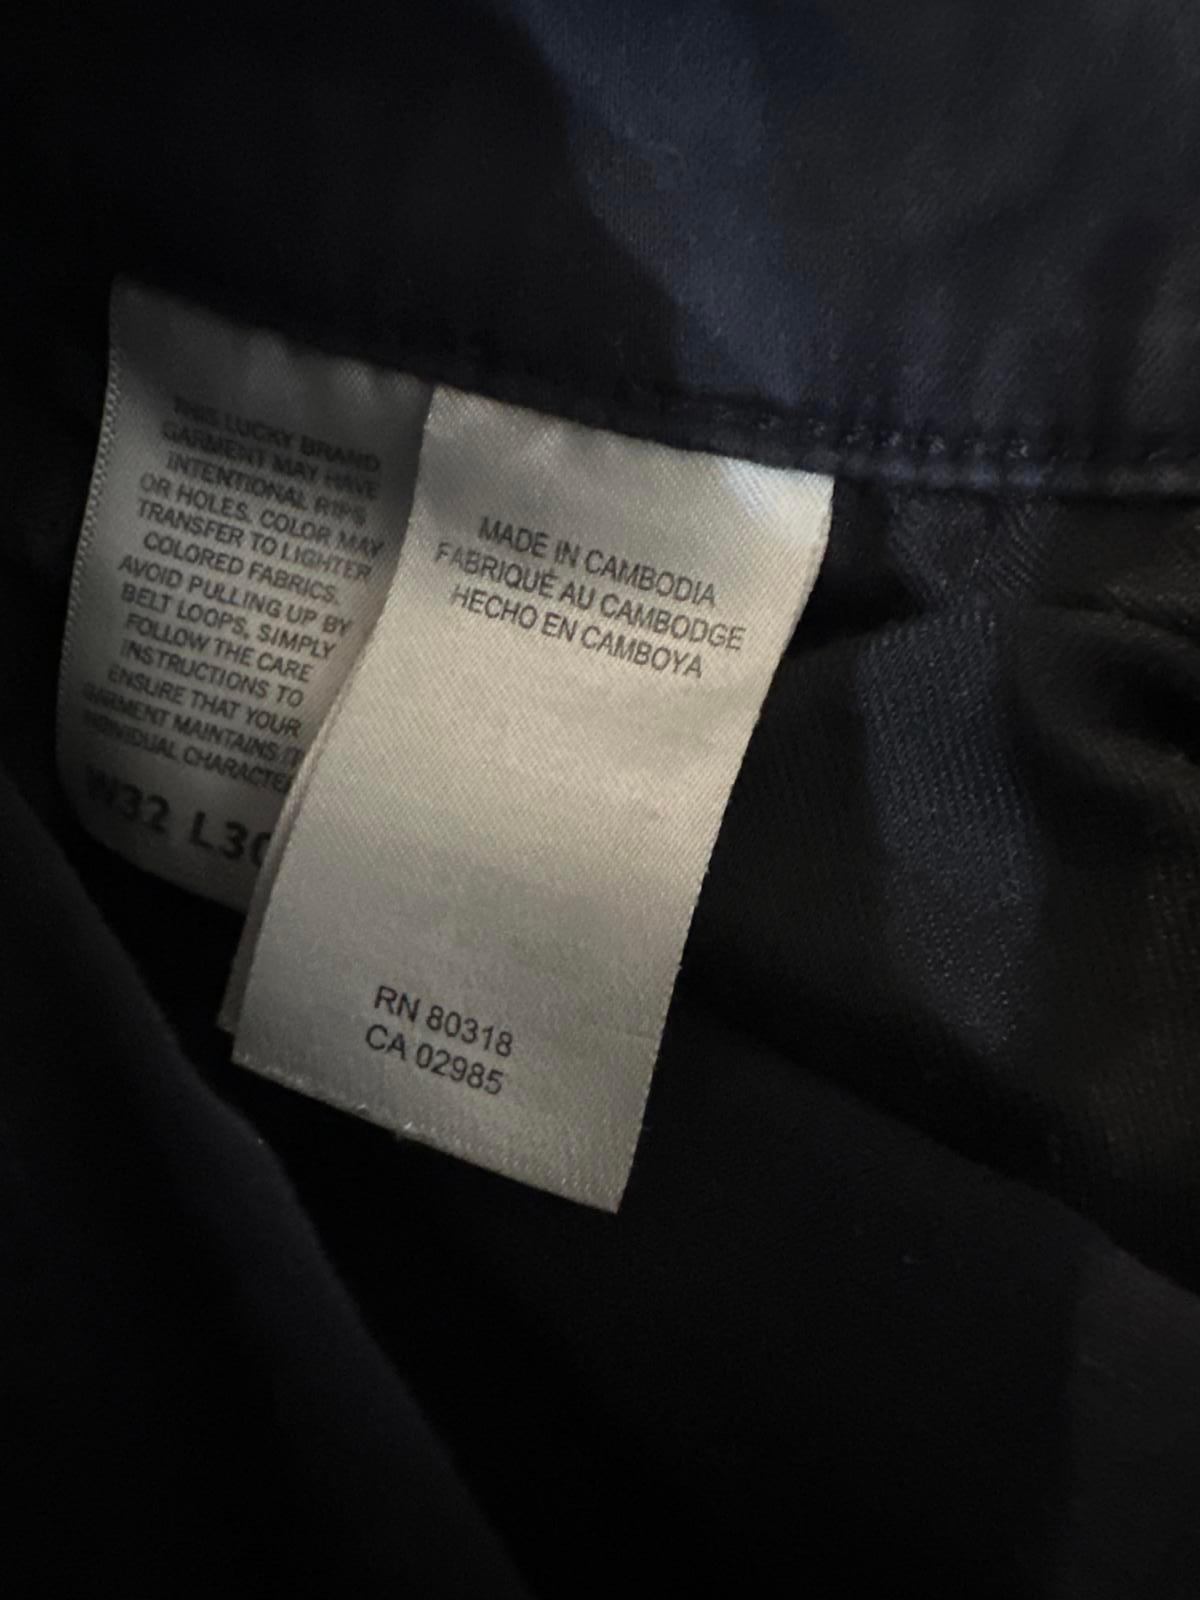 THIS LUCKY BRAND
GARMENT MAY HAVE
INTENTIONAL RIPS
OR HOLES. COLOR MAY
TRANSFER TO LIGHTER
COLORED FABRICS.
AVOID PULLING UP BY
BELT LOOPS, SIMPLY
FOLLOW THE CARE
INSTRUCTIONS TO
ENSURE THAT YOUR
GARMENT MAINTAINS
CHARACTE
W32 L30
MADE IN CAMBODIA
FABRIQUÉ AU CAMBODGE
HECHO EN CAMBOYA
RN 80318
CA 02985